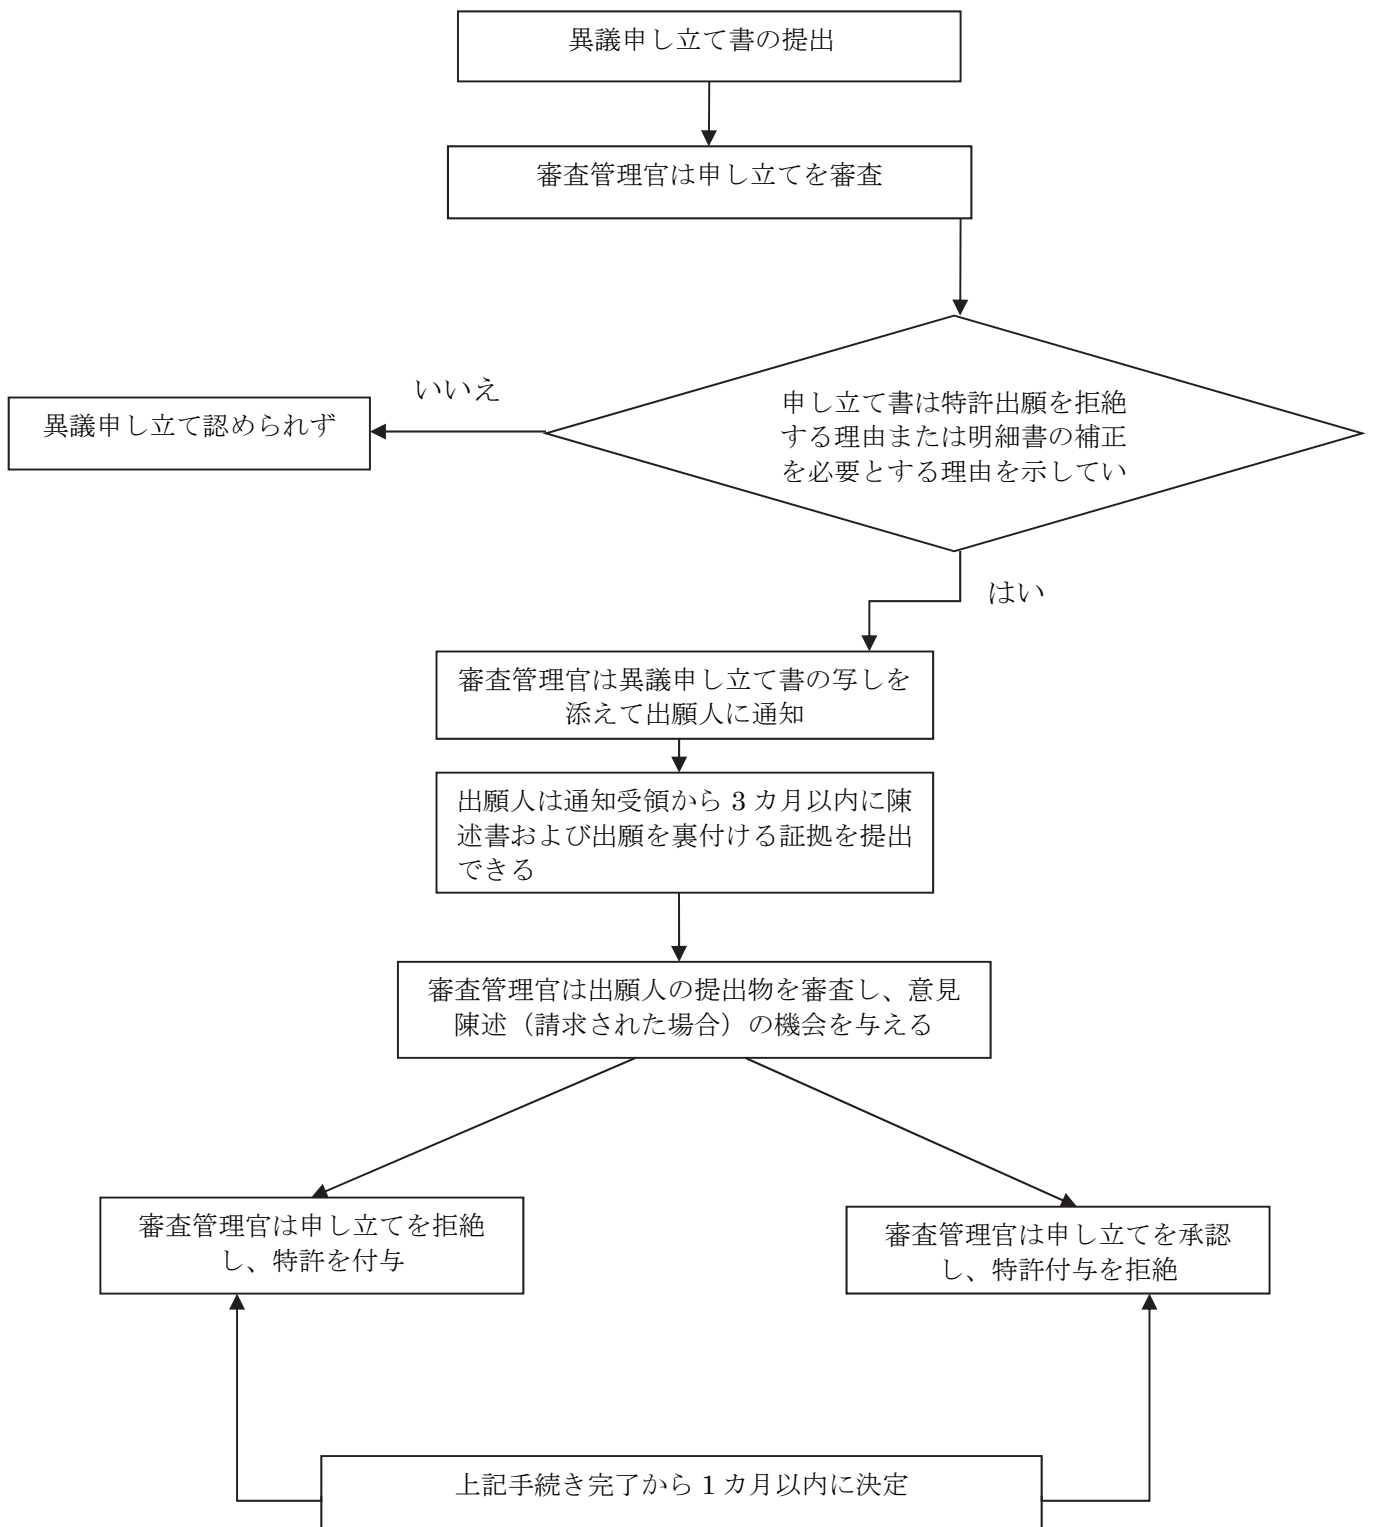 異議申し立て書の提出
審査管理官は申し立てを審査
いいえ
異議申し立て認められず
申し立て書は特許出願を拒絶
する理由または明細書の補正
を必要とする理由を示してい
はい
審査管理官は異議申し立て書の写しを
添えて出願人に通知
出願人は通知受領から 3 カ月以内に陳
述書および出願を裏付ける証拠を提出
できる
審査管理官は出願人の提出物を審査し、意見
陳述（請求された場合）の機会を与える
審査管理官は申し立てを拒絶
し、特許を付与
審査管理官は申し立てを承認
し、特許付与を拒絶
上記手続き完了から 1 カ月以内に決定